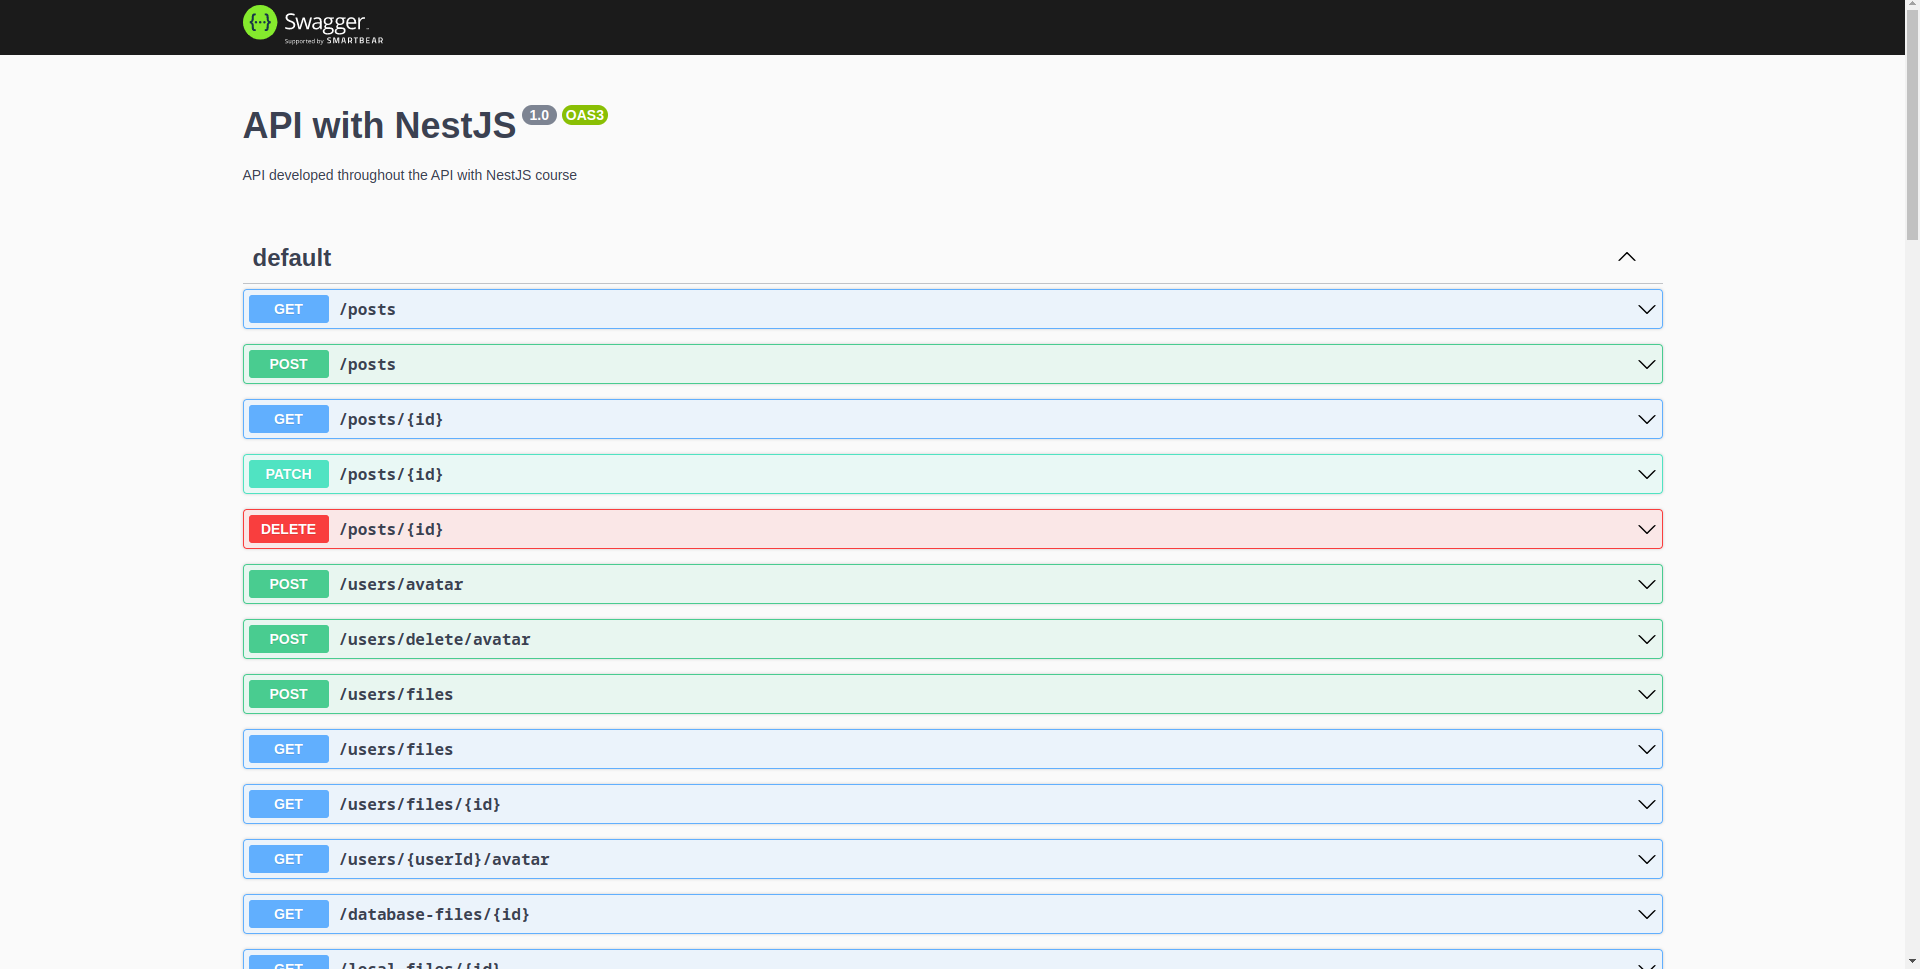 Swagger
Supported by SMARTBEAR
API with NestJS 1.0 OAS3
API developed throughout the API with NestJS course
default
GET /posts
POST /posts
GET /posts/{id}
PATCH /posts/{id}
DELETE /posts/{id}
POST /users/avatar
POST /users/delete/avatar
POST /users/files
GET /users/files
GET /users/files/{id}
GET /users/{userId}/avatar
GET /database-files/{id}
GET /local-files/{id}